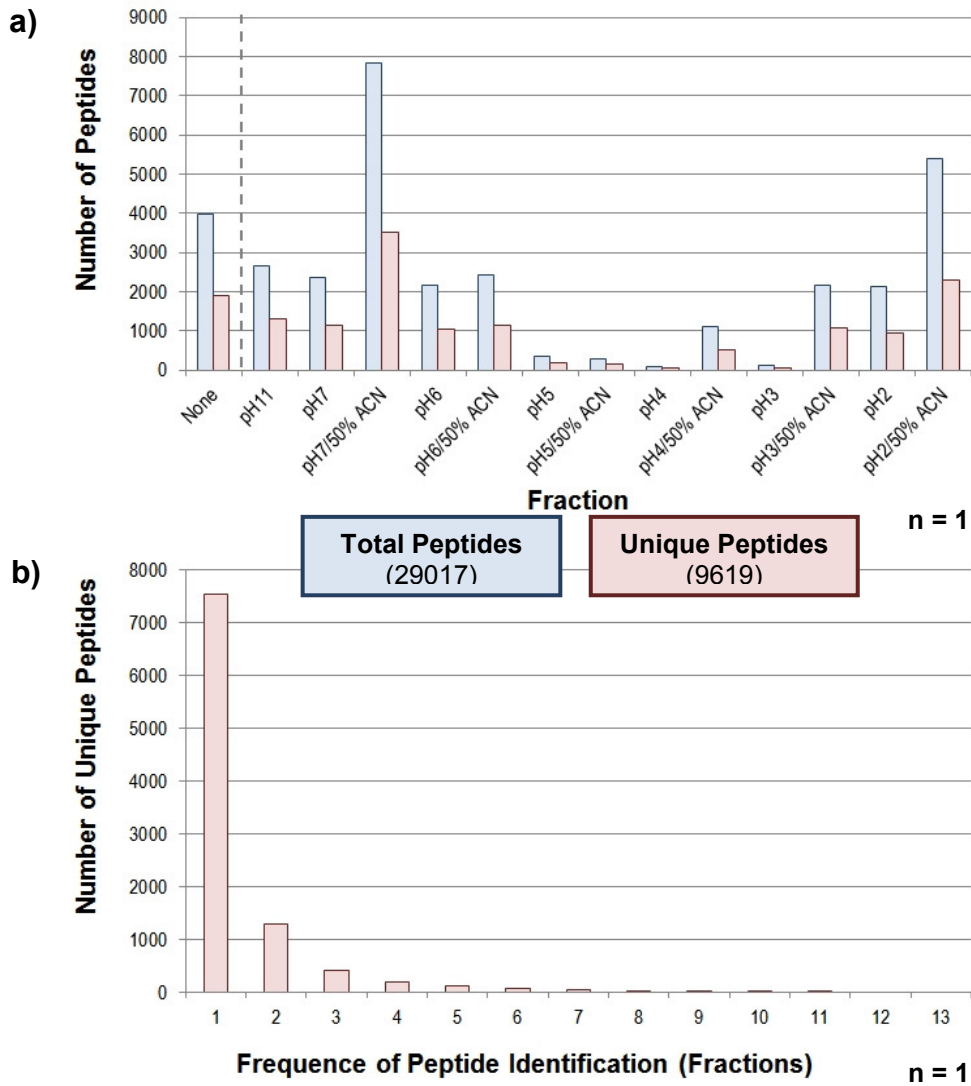 a)
Number of Peptides
9000
8000
7000
6000
5000
4000
3000
2000
1000
0
None
pH11
pH7
pH7/50% ACN
pH6
pH6/50% ACN
pH5
pH5/50% ACN
pH4
pH4/50% ACN
pH3
pH3/50% ACN
pH2
pH2/50% ACN
Fraction
n = 1
Total Peptides
(29017)
Unique Peptides
(9619)
b)
Number of Unique Peptides
8000
7000
6000
5000
4000
3000
2000
1000
0
1 2 3 4 5 6 7 8 9 10 11 12 13
Frequence of Peptide Identification (Fractions)
n = 1